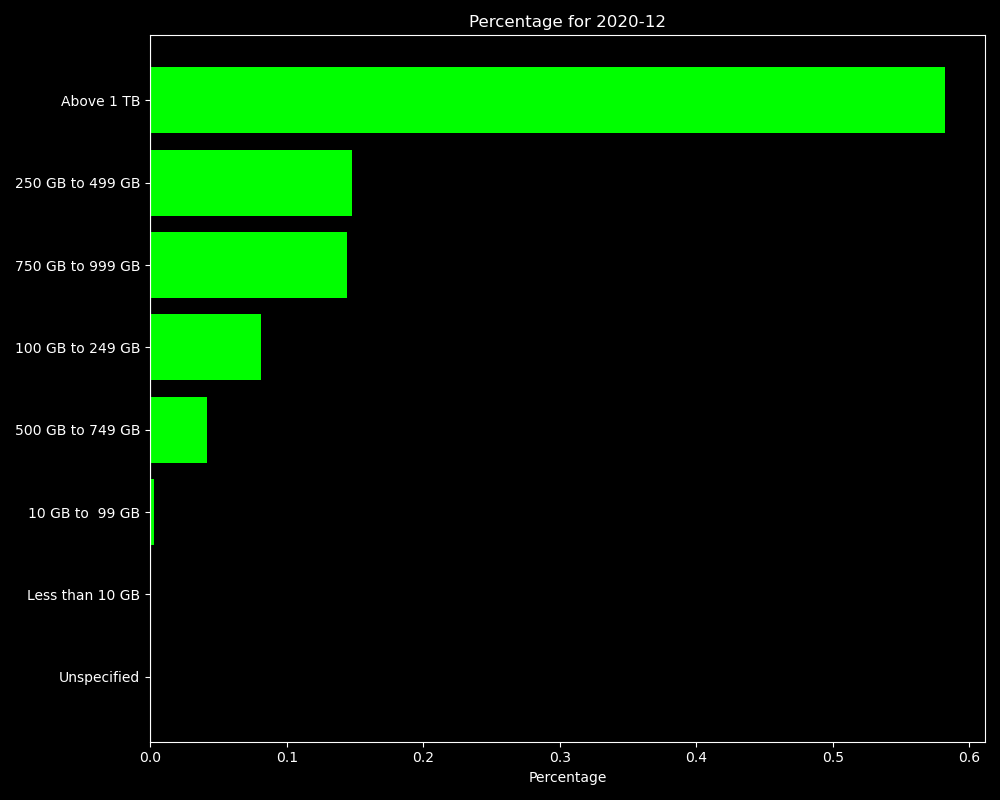 Percentage for 2020-12
Above 1 TB
250 GB to 499 GB
750 GB to 999 GB
100 GB to 249 GB
500 GB to 749 GB
10 GB to  99 GB
Less than 10 GB
Unspecified
0.0 0.1 0.2 0.3 0.4 0.5 0.6
Percentage